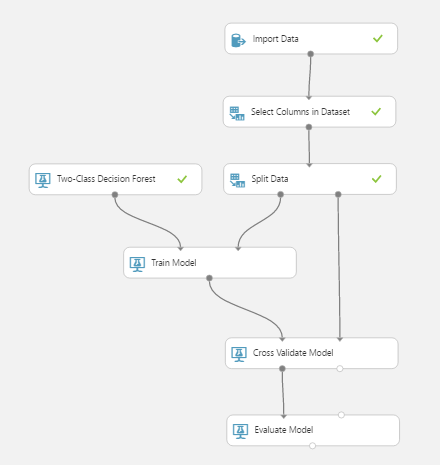 Import Data
Select Columns in Dataset
Two-Class Decision Forest
Split Data
Train Model
Cross Validate Model
Evaluate Model